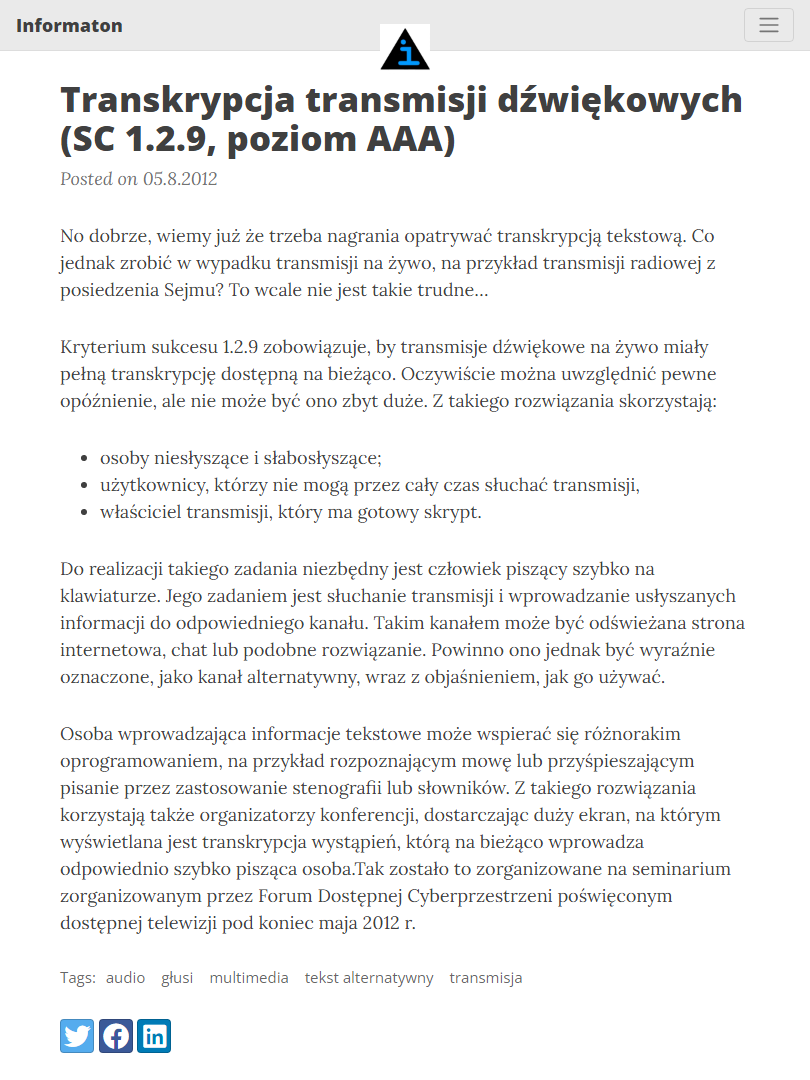 Informaton
i
Transkrypcja transmisji dźwiękowych
(SC 1.2.9, poziom AAA)
Posted on 05.8.2012
No dobrze, wiemy już że trzeba nagrania opatrywać transkrypcją tekstową. Co
jednak zrobić w wypadku transmisji na żywo, na przykład transmisji radiowej z
posiedzenia Sejmu? To wcale nie jest takie trudne…
Kryterium sukcesu 1.2.9 zobowiązuje, by transmisje dźwiękowe na żywo miały
pełną transkrypcję dostępną na bieżąco. Oczywiście można uwzględnić pewne
opóźnienie, ale nie może być ono zbyt duże. Z takiego rozwiązania skorzystają:
• osoby niesłyszące i słabosłyszące;
• użytkownicy, którzy nie mogą przez cały czas słuchać transmisji,
• właściciel transmisji, który ma gotowy skrypt.
Do realizacji takiego zadania niezbędny jest człowiek piszący szybko na
klawiaturze. Jego zadaniem jest słuchanie transmisji i wprowadzanie usłyszanych
informacji do odpowiedniego kanału. Takim kanałem może być odświeżana strona
internetowa, chat lub podobne rozwiązanie. Powinno ono jednak być wyraźnie
oznaczone, jako kanał alternatywny, wraz z objaśnieniem, jak go używać.
Osoba wprowadzająca informacje tekstowe może wspierać się różnorakim
oprogramowaniem, na przykład rozpoznającym mowę lub przyśpieszającym
pisanie przez zastosowanie stenografii lub słowników. Z takiego rozwiązania
korzystają także organizatorzy konferencji, dostarczając duży ekran, na którym
wyświetlana jest transkrypcja wystąpień, którą na bieżąco wprowadza
odpowiednio szybko pisząca osoba.Tak zostało to zorganizowane na seminarium
zorganizowanym przez Forum Dostępnej Cyberprzestrzeni poświęconym
dostępnej telewizji pod koniec maja 2012 r.
Tags: audio głusi multimedia tekst alternatywny transmisja